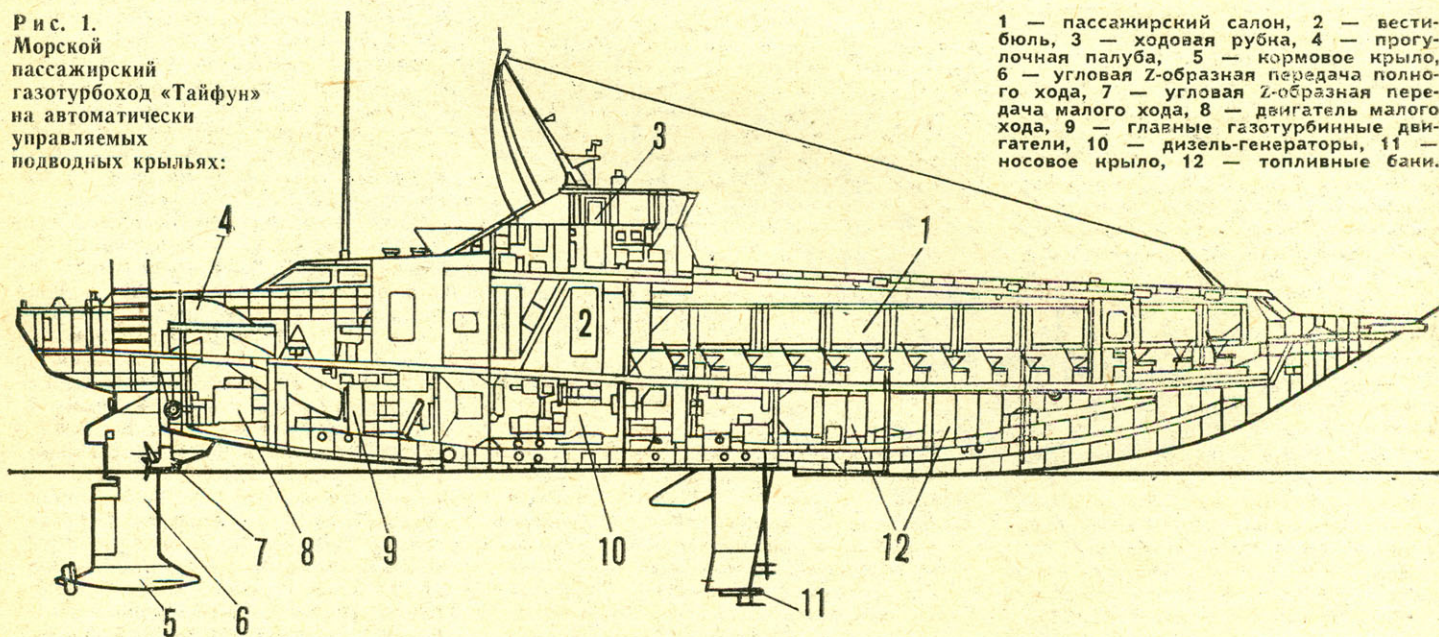 Рис. 1.
Морской
пассажирский
газотурбоход «Тайфун»
на автоматически
управляемых
подводных крыльях:
1 — пассажирский салон, 2 — вести-
бюль, 3 — ходовая рубка, 4 — прогу-
лочная палуба, 5 — кормовое крыло,
6 — угловая Z-образная передача полно-
го хода, 7 — угловая Z-образная пере-
дача малого хода, 8 — двигатель малого
хода, 9 — главные газотурбинные дви-
гатели, 10 — дизель-генераторы, 11 —
носовое крыло, 12 — топливные баки.
3
4
1
2
7
8
9
10
12
11
5
6